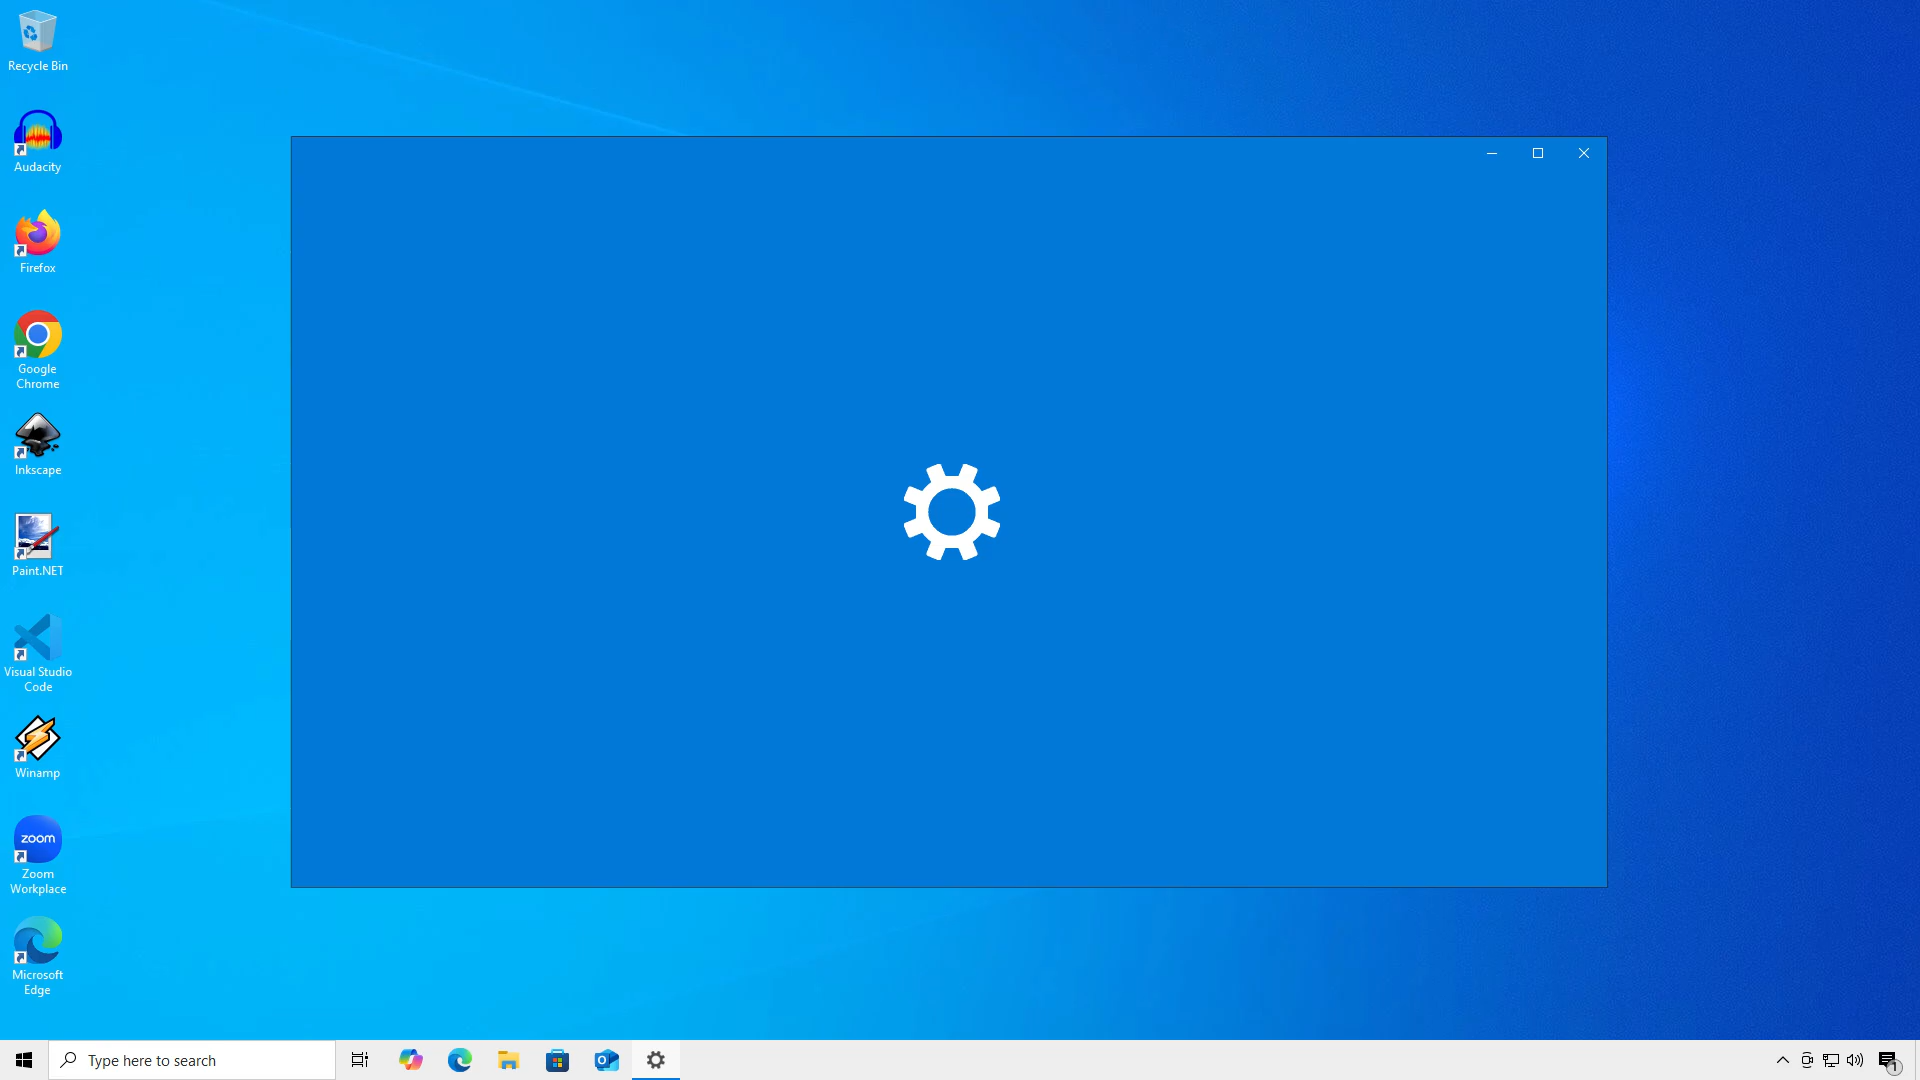 Recycle Bin
Audacity
Firefox
Google
Chrome
Inkscape
Paint.NET
Visual Studio
Code
Winamp
zoom
Zoom
Workplace
Microsoft
Edge
Type here to search
1